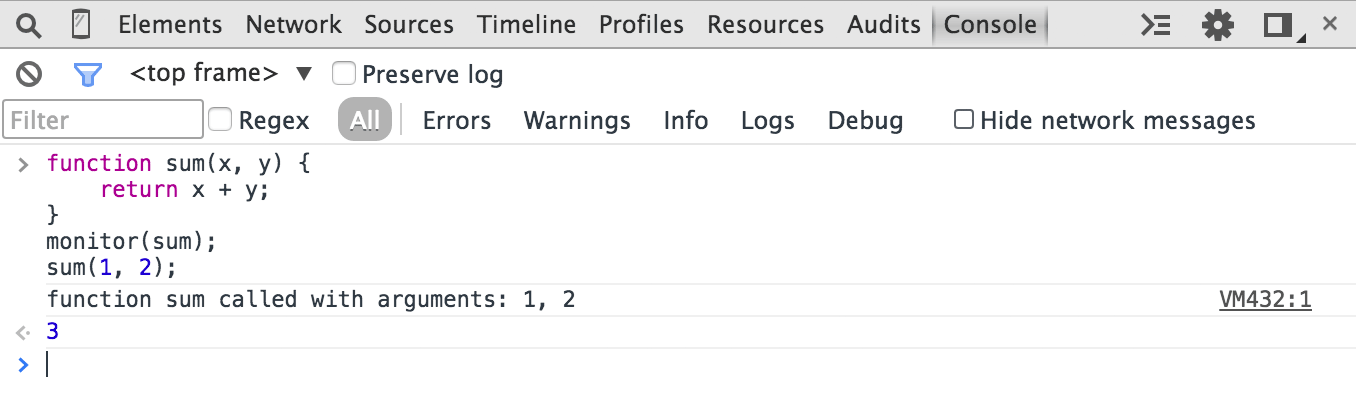 Elements Network Sources Timeline Profiles Resources Audits Console
<top frame> ▼ Preserve log
Filter Regex All Errors Warnings Info Logs Debug Hide network messages
> function sum(x, y) {
    return x + y;
}
monitor(sum);
sum(1, 2);
function sum called with arguments: 1, 2 VM432:1
3
>